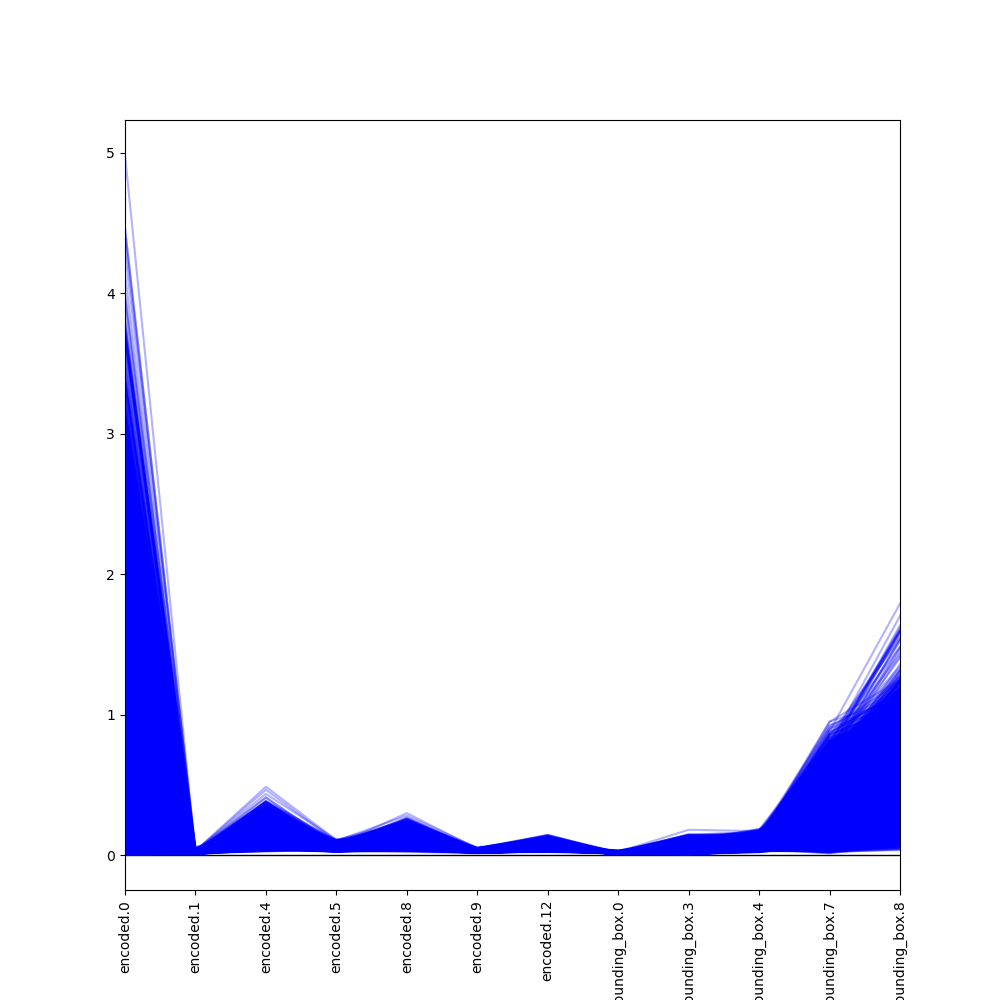 5
4
3
2
1
0
encoded.0
encoded.1
encoded.4
encoded.5
encoded.8
encoded.9
encoded.12
ounding_box.0
ounding_box.3
ounding_box.4
ounding_box.7
ounding_box.8